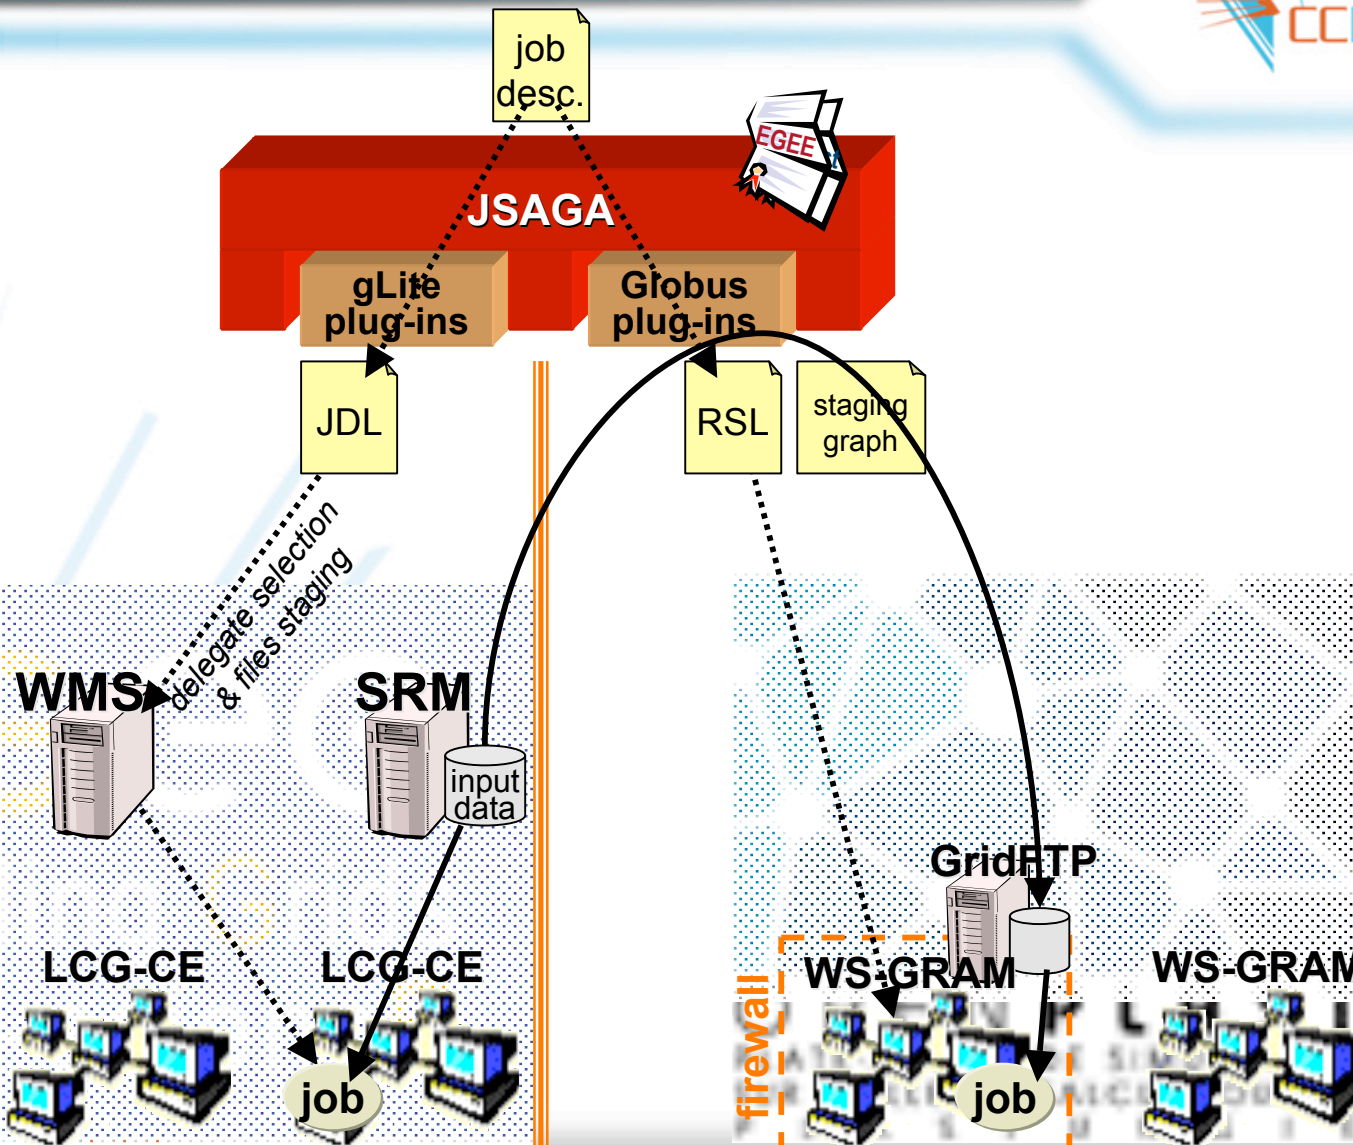 job
desc.
EGEE
JSAGA
gLite
plug-ins
Globus
plug-ins
JDL
RSL
staging
graph
delegate selection
& files staging
WMS
SRM
input
data
GridFTP
LCG-CE
LCG-CE
WS-GRAM
WS-GRAM
firewall
job
job